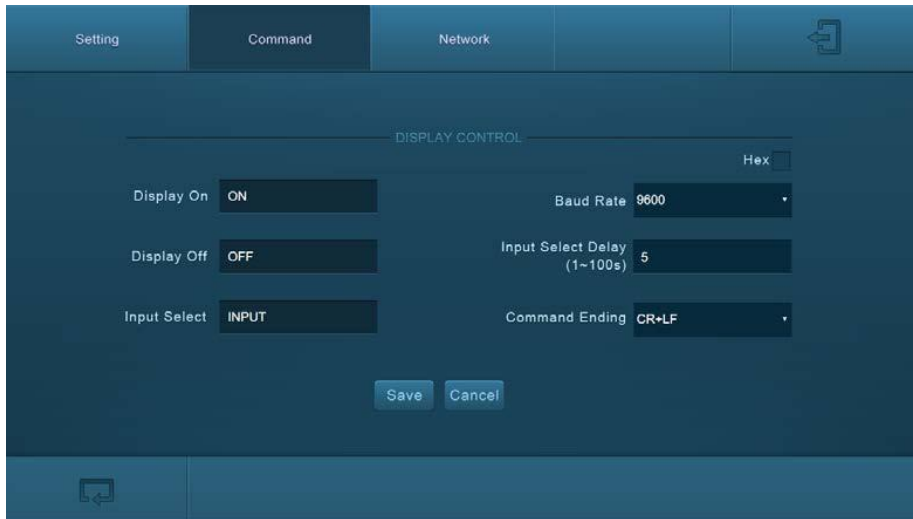 Setting Command Network
DISPLAY CONTROL
Hex
Display On ON Baud Rate 9600
Display Off OFF Input Select Delay
(1~100s) 5
Input Select INPUT Command Ending CR+LF
Save Cancel